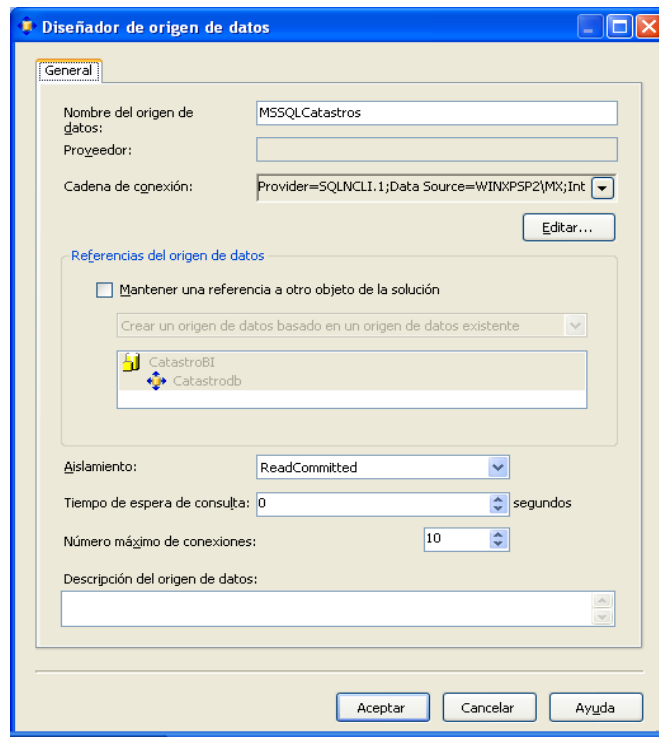 Diseñador de origen de datos
General
Nombre del origen de
datos:
MSSQLCatastros
Proveedor:
Cadena de conexión:
Provider=SQLNCLI.1;Data Source=WINXPSP2\MX;Int
Editar...
Referencias del origen de datos
Mantener una referencia a otro objeto de la solución
Crear un origen de datos basado en un origen de datos existente
CatastroBI
Catastrodb
Aislamiento:
ReadCommitted
Tiempo de espera de consulta: 0 segundos
Número máximo de conexiones: 10
Descripción del origen de datos:
Aceptar Cancelar Ayuda